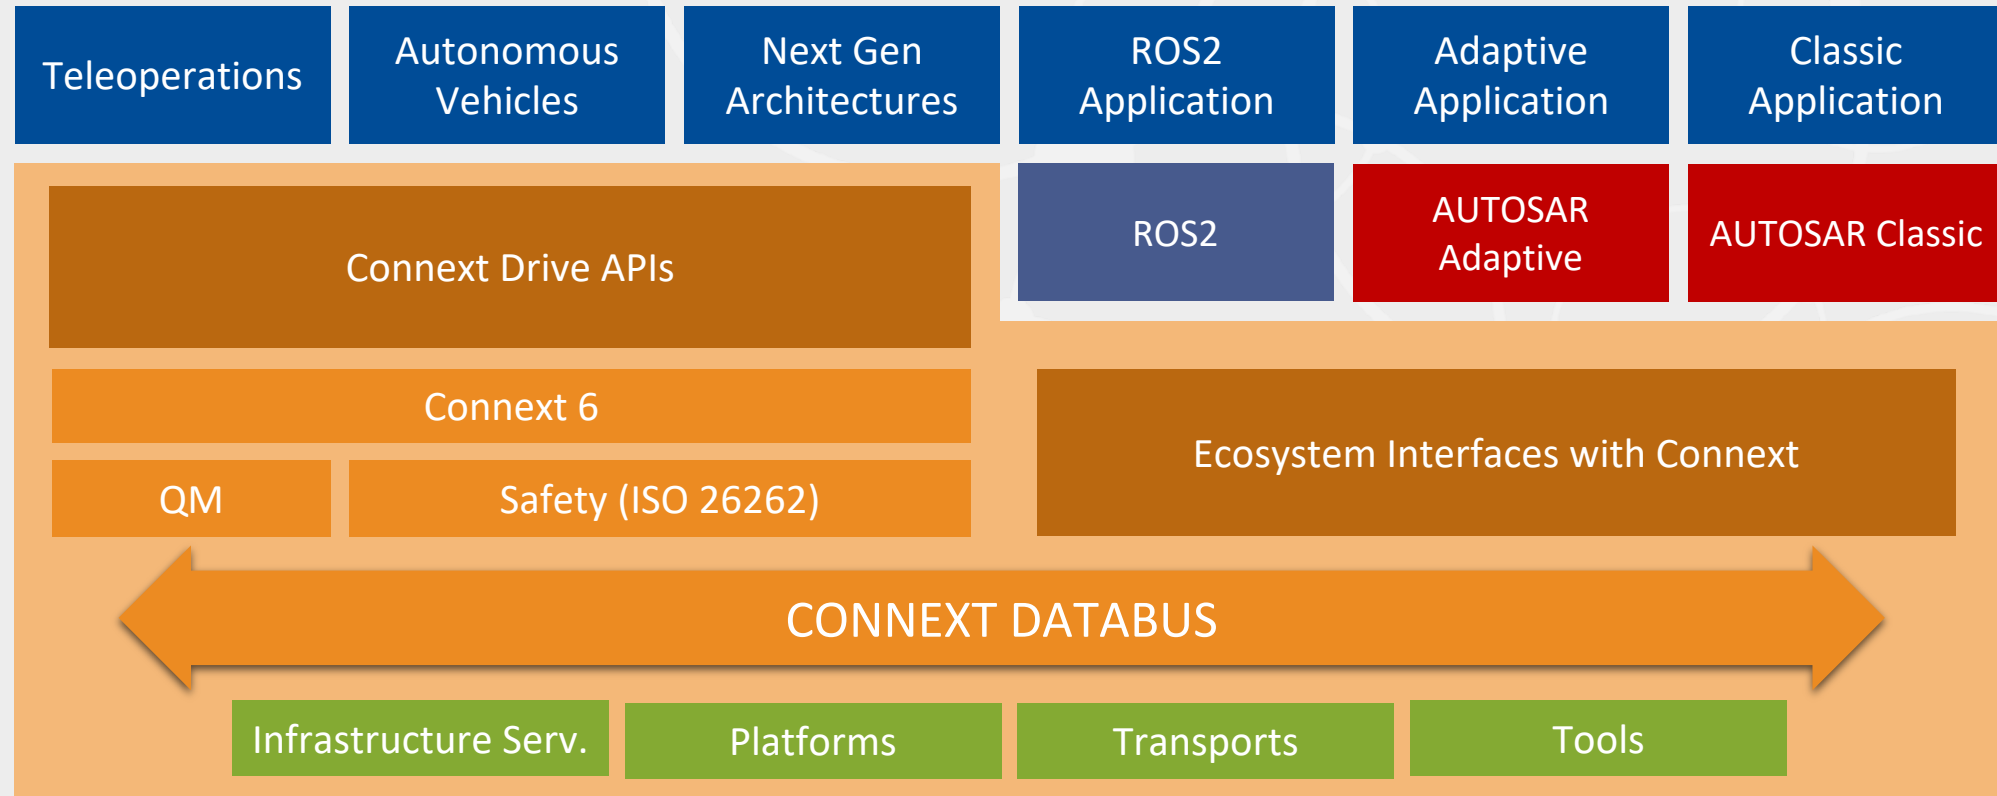 Teleoperations
Autonomous
Vehicles
Next Gen
Architectures
ROS2
Application
Adaptive
Application
Classic
Application
Connext Drive APIs
ROS2
AUTOSAR
Adaptive
AUTOSAR Classic
Connext 6
QM
Safety (ISO 26262)
Ecosystem Interfaces with Connext
CONNEXT DATABUS
Infrastructure Serv.
Platforms
Transports
Tools